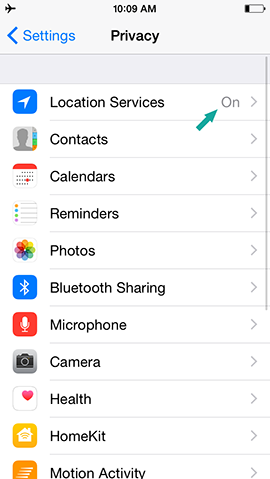 10:09 AM
Settings
Privacy
Location Services On
Contacts
Calendars
Reminders
Photos
Bluetooth Sharing
Microphone
Camera
Health
HomeKit
Motion Activity